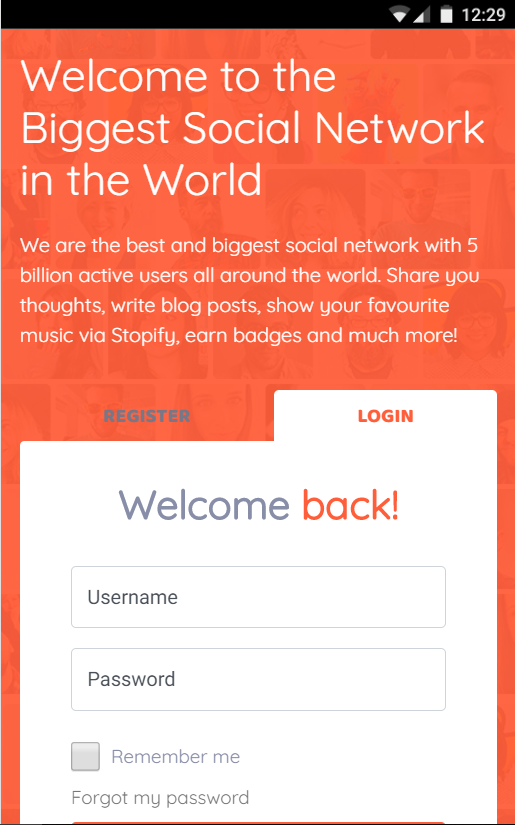 12:29
Welcome to the
Biggest Social Network
in the World
We are the best and biggest social network with 5
billion active users all around the world. Share you
thoughts, write blog posts, show your favourite
music via Stopify, earn badges and much more!
REGISTER
LOGIN
Welcome back!
Username
Password
Remember me
Forgot my password